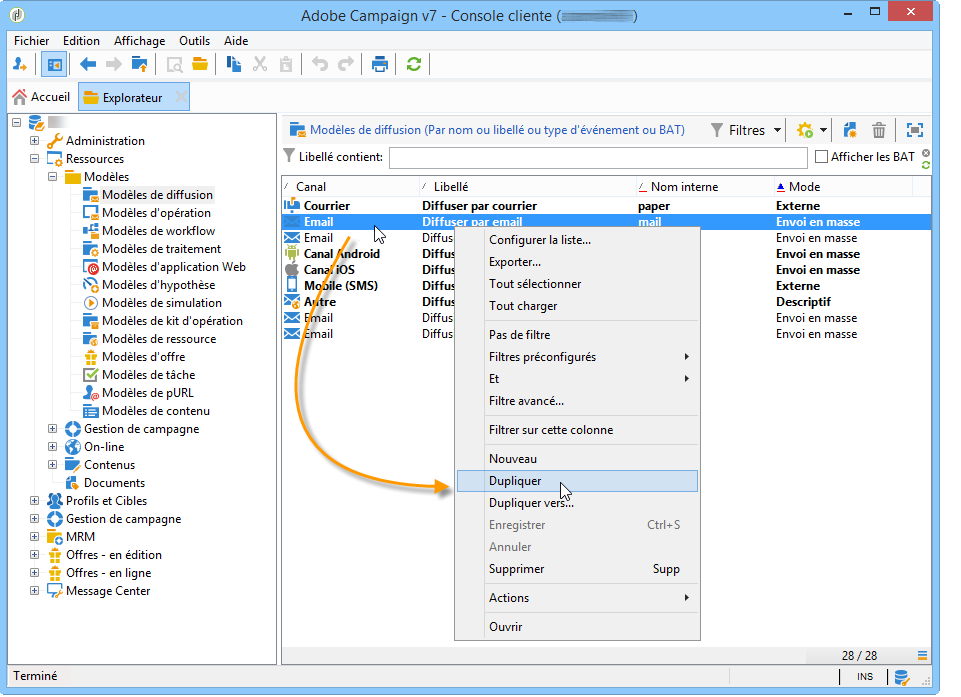 Adobe Campaign v7 - Console cliente ( )
Fichier Edition Affichage Outils Aide
Accueil Explorateur
Administration
Ressources
Modèles
Modèles de diffusion
Modèles d'opération
Modèles de workflow
Modèles de traitement
Modèles d'application Web
Modèles d'hypothèse
Modèles de simulation
Modèles de kit d'opération
Modèles de ressource
Modèles d'offre
Modèles de tâche
Modèles de pURL
Modèles de contenu
Gestion de campagne
On-line
Contenus
Documents
Profils et Cibles
Gestion de campagne
MRM
Offres - en édition
Offres - en ligne
Message Center
Modèles de diffusion (Par nom ou libellé ou type d'événement ou BAT) Filtres
Libellé contient: Afficher les BAT
Canal Libellé Nom interne Mode
Courrier Diffuser par courrier paper Externe
Email Diffuser par email mail Envoi en masse
Email Diffus Envoi en masse
Canal Android Diffus Envoi en masse
Canal iOS Diffus Envoi en masse
Mobile (SMS) Diffus Externe
Autre Diffus Descriptif
Email Diffus Envoi en masse
Email Diffus Envoi en masse
Configurer la liste...
Exporter...
Tout sélectionner
Tout charger
Pas de filtre
Filtres préconfigurés
Et
Filtre avancé...
Filtrer sur cette colonne
Nouveau
Dupliquer
Dupliquer vers...
Enregistrer Ctrl+S
Annuler
Supprimer Supp
Actions
Ouvrir
28 / 28
Terminé INS